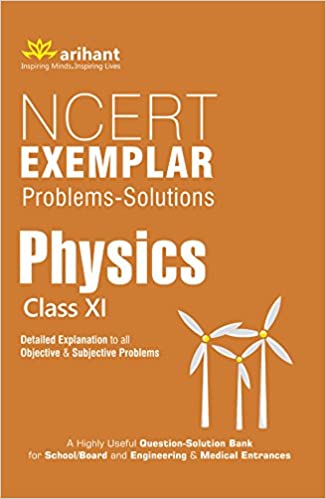 arihant
Inspiring Minds, Inspiring Lives
NCERT
EXEMPLAR
Problems-Solutions
Physics
Class XI
Detailed Explanation to all
Objective & Subjective Problems
A Highly Useful Question-Solution Bank
for School/Board and Engineering & Medical Entrances